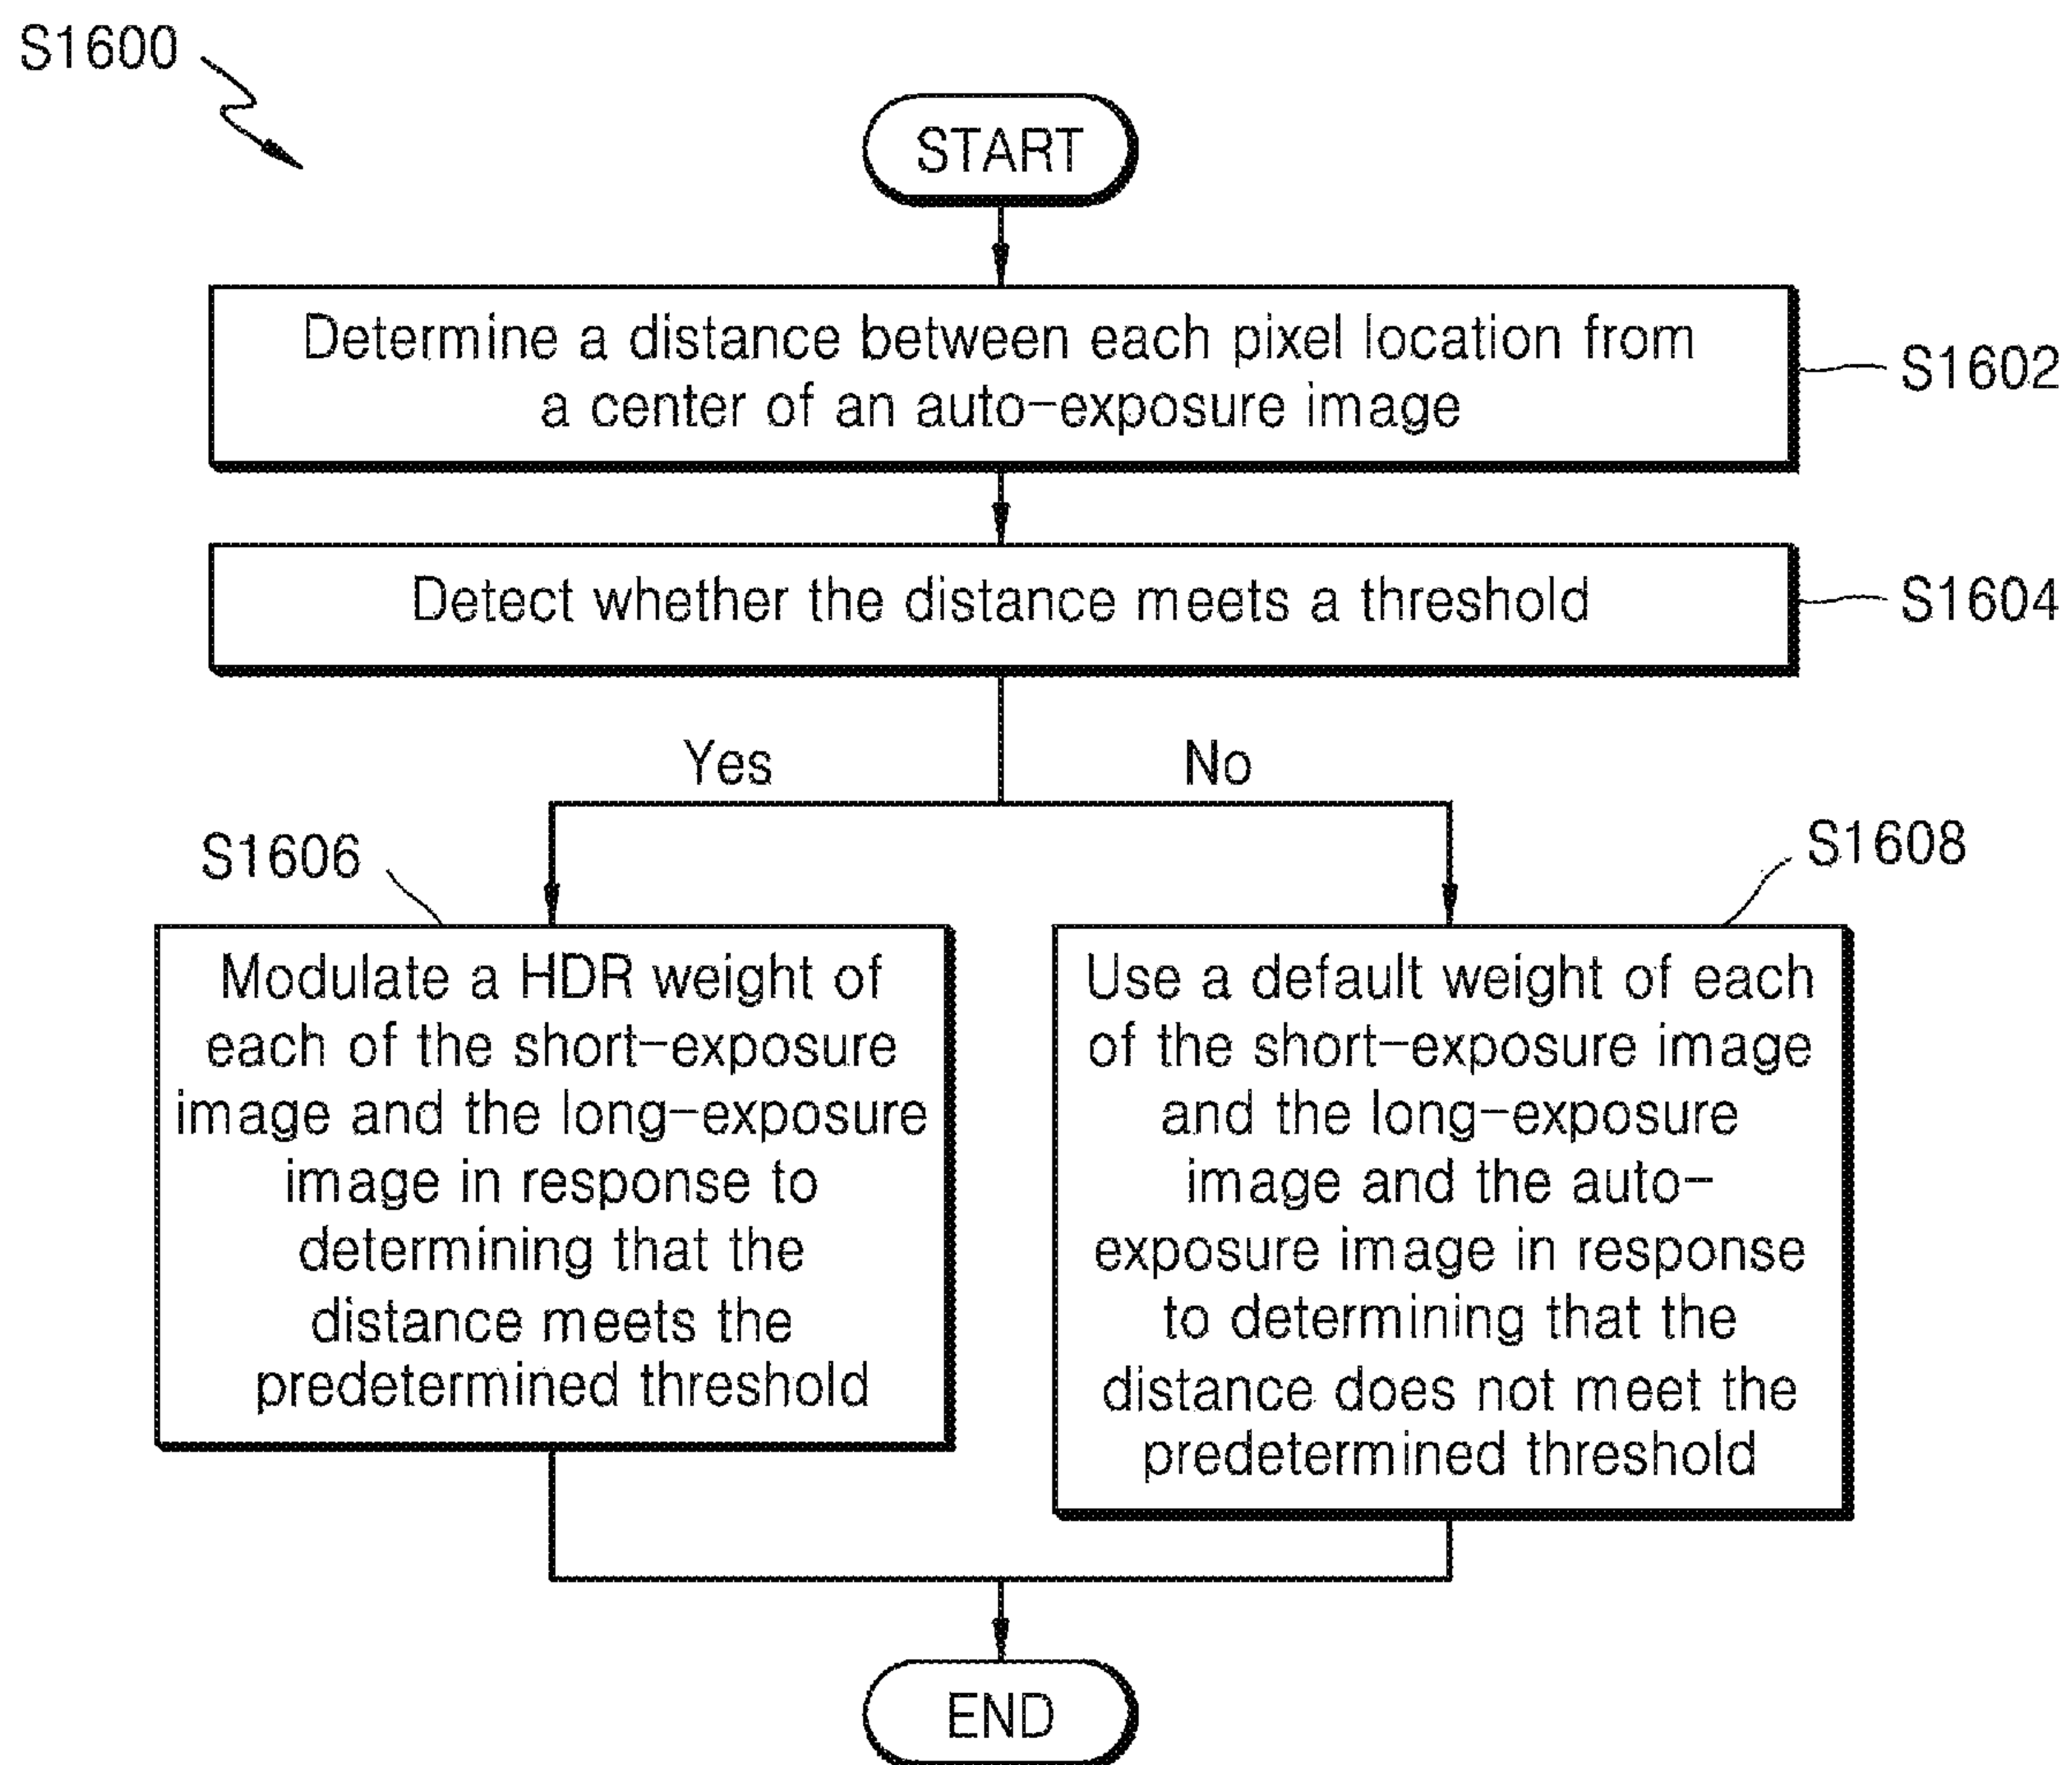 S1600
START
Determine a distance between each pixel location from
a center of an auto-exposure image
S1602
Detect whether the distance meets a threshold
S1604
Yes
No
S1606
S1608
Modulate a HDR weight of
each of the short-exposure
image and the long-exposure
image in response to
determining that the
distance meets the
predetermined threshold
Use a default weight of each
of the short-exposure image
and the long-exposure
image and the auto-
exposure image in response
to determining that the
distance does not meet the
predetermined threshold
END